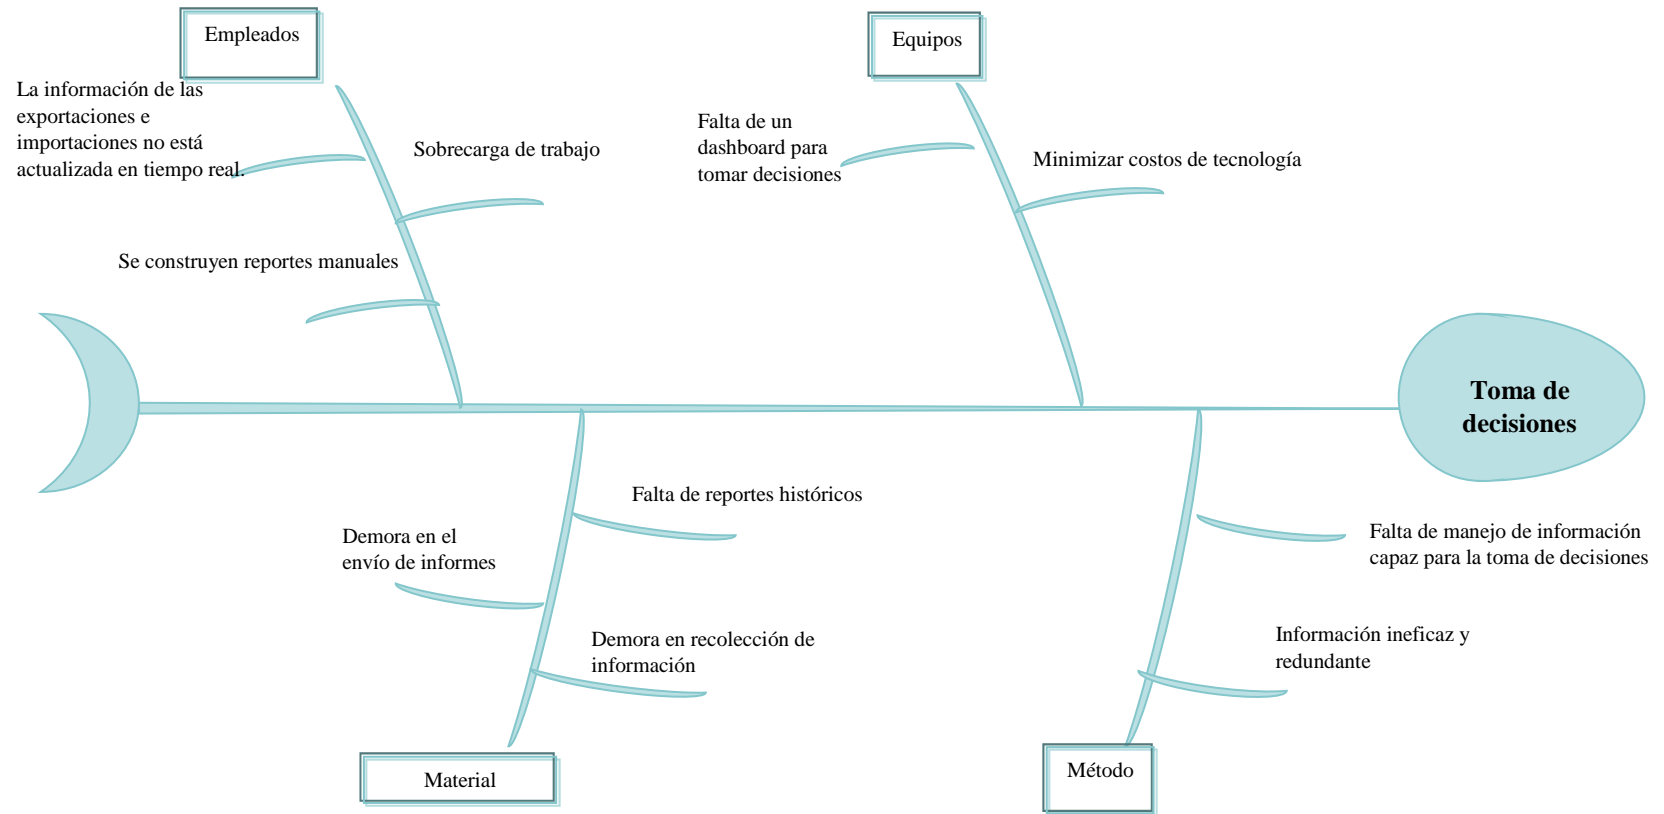 Empleados
Equipos
La información de las
exportaciones e
importaciones no está
actualizada en tiempo real.
Sobrecarga de trabajo
Se construyen reportes manuales
Falta de un
dashboard para
tomar decisiones
Minimizar costos de tecnología
Toma de
decisiones
Falta de reportes históricos
Demora en el
envío de informes
Demora en recolección de
información
Falta de manejo de información
capaz para la toma de decisiones
Información ineficaz y
redundante
Material
Método